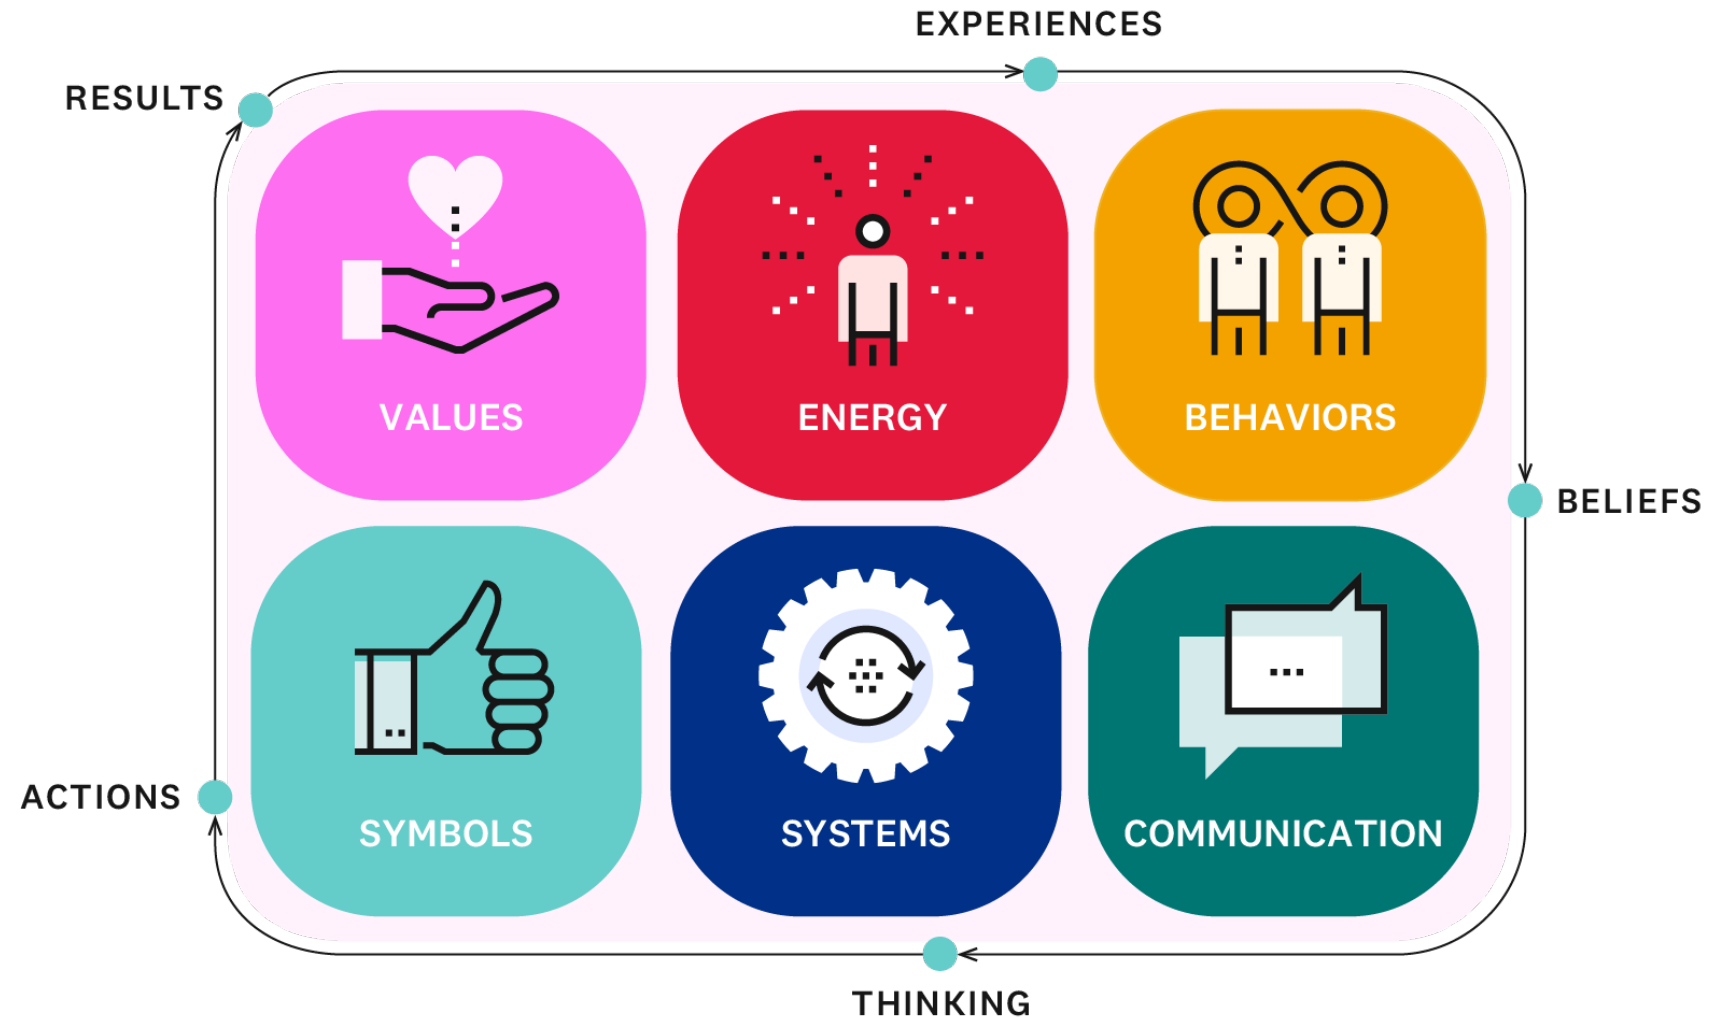 EXPERIENCES
RESULTS
VALUES
ENERGY
BEHAVIORS
BELIEFS
ACTIONS
SYMBOLS
SYSTEMS
COMMUNICATION
THINKING